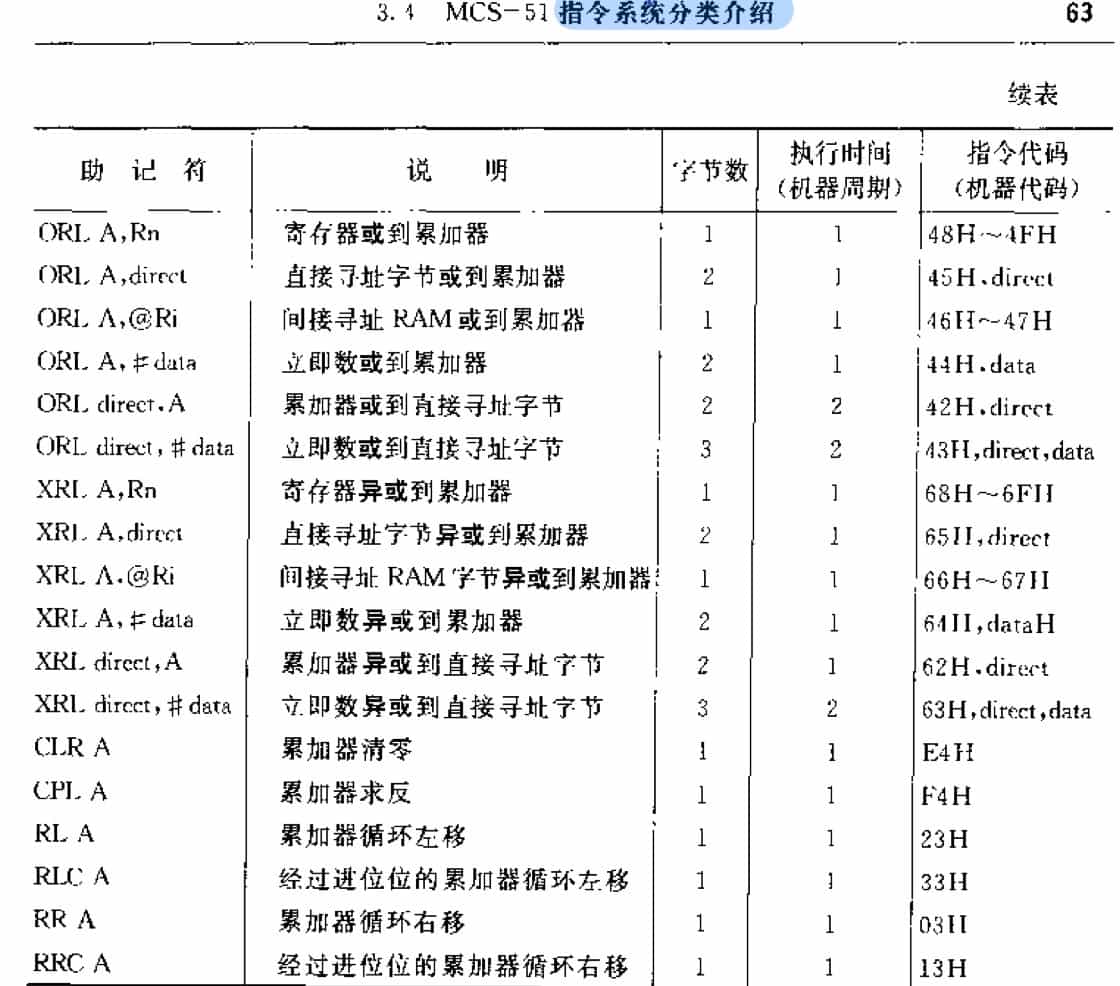 3.4 MCS-51 指令系统分类介绍 63
续表
助记符 说明 字节数 执行时间(机器周期) 指令代码(机器代码)
ORL A,Rn 寄存器或到累加器 1 1 48H~4FH
ORL A,direct 直接寻址字节或到累加器 2 1 45H,direct
ORL A,@Ri 间接寻址 RAM 或到累加器 1 1 46H~47H
ORL A,#data 立即数或到累加器 2 1 44H,data
ORL direct,A 累加器或到直接寻址字节 2 2 42H,direct
ORL direct,#data 立即数或到直接寻址字节 3 2 43H,direct,data
XRL A,Rn 寄存器异或到累加器 1 1 68H~6FH
XRL A,direct 直接寻址字节异或到累加器 2 1 65H,direct
XRL A,@Ri 间接寻址 RAM 字节异或到累加器 1 1 66H~67H
XRL A,#data 立即数异或到累加器 2 1 64H,dataH
XRL direct,A 累加器异或到直接寻址字节 2 1 62H,direct
XRL direct,#data 立即数异或到直接寻址字节 3 2 63H,direct,data
CLR A 累加器清零 1 1 E4H
CPL A 累加器求反 1 1 F4H
RL A 累加器循环左移 1 1 23H
RLC A 经过进位位的累加器循环左移 1 1 33H
RR A 累加器循环右移 1 1 03H
RRC A 经过进位位的累加器循环右移 1 1 13H